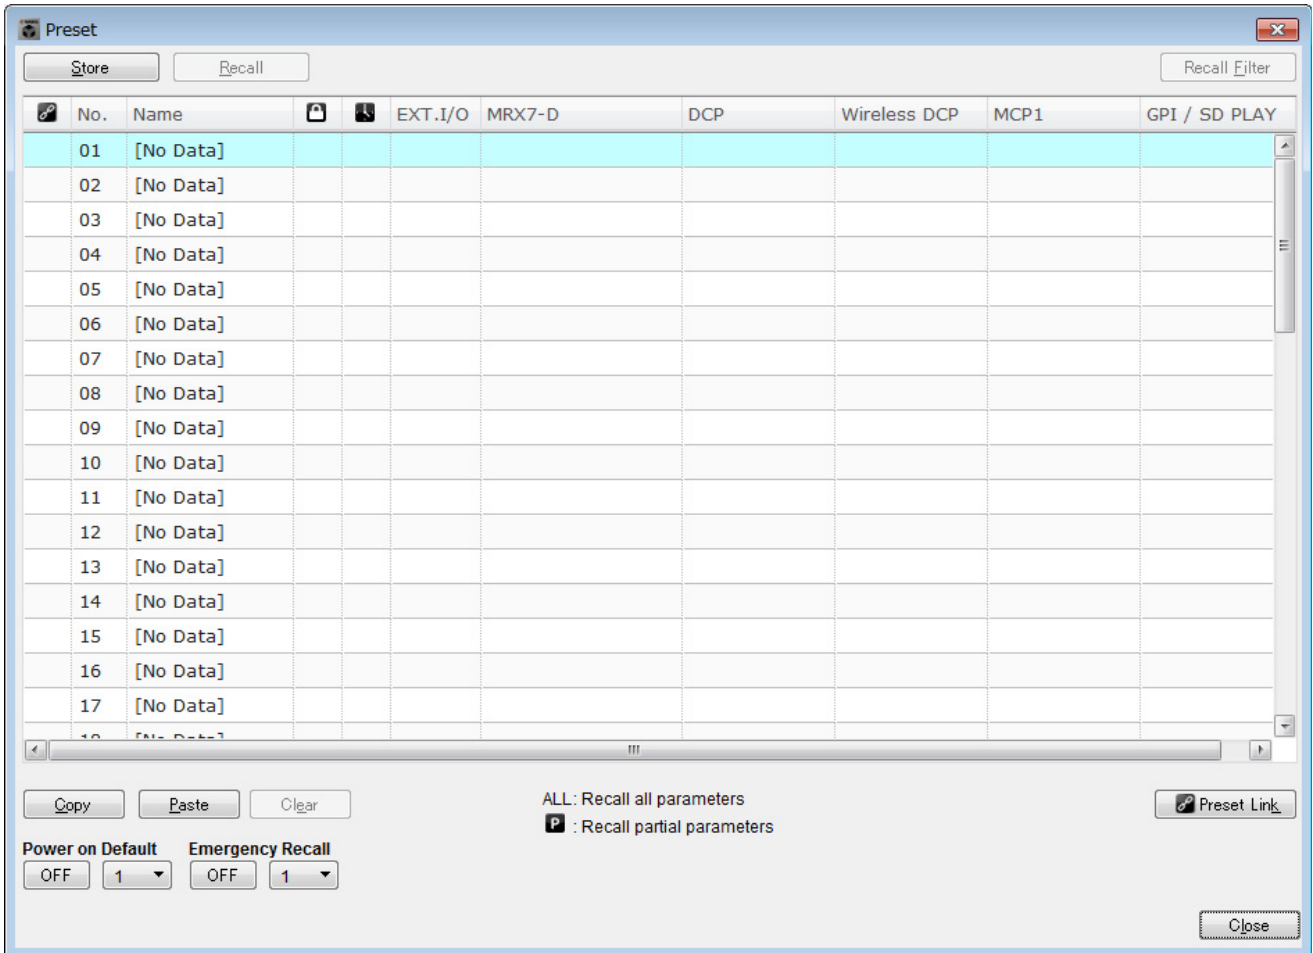 Preset
Store Recall Recall Filter
No. Name EXT.I/O MRX7-D DCP Wireless DCP MCP1 GPI / SD PLAY
01 [No Data]
02 [No Data]
03 [No Data]
04 [No Data]
05 [No Data]
06 [No Data]
07 [No Data]
08 [No Data]
09 [No Data]
10 [No Data]
11 [No Data]
12 [No Data]
13 [No Data]
14 [No Data]
15 [No Data]
16 [No Data]
17 [No Data]
Copy Paste Clear ALL: Recall all parameters Preset Link
P : Recall partial parameters
Power on Default Emergency Recall
OFF 1 OFF 1
Close